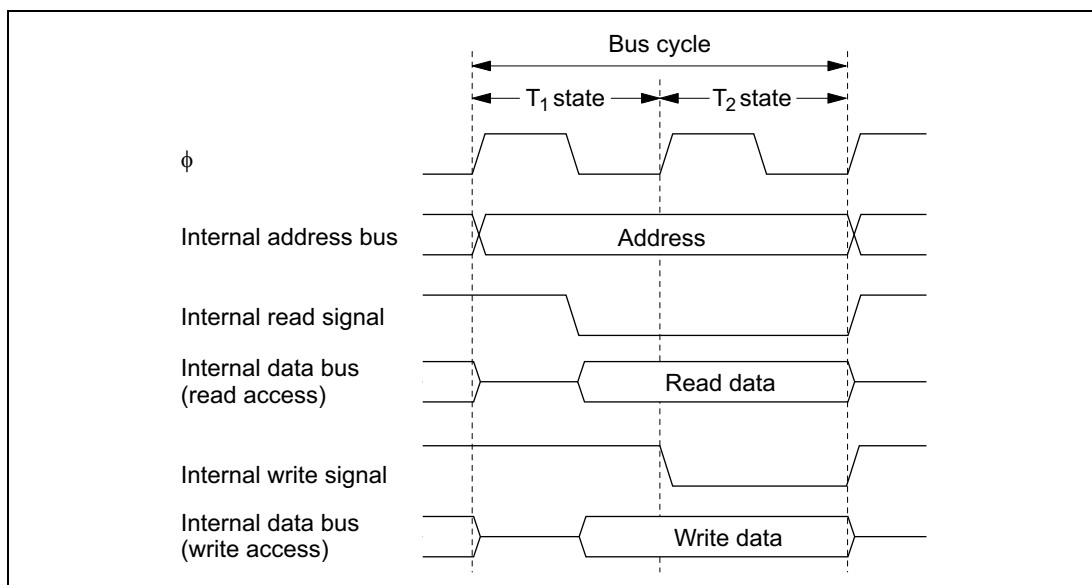 Bus cycle
T₁ state
T₂ state
ϕ
Internal address bus
Address
Internal read signal
Internal data bus
(read access)
Read data
Internal write signal
Internal data bus
(write access)
Write data